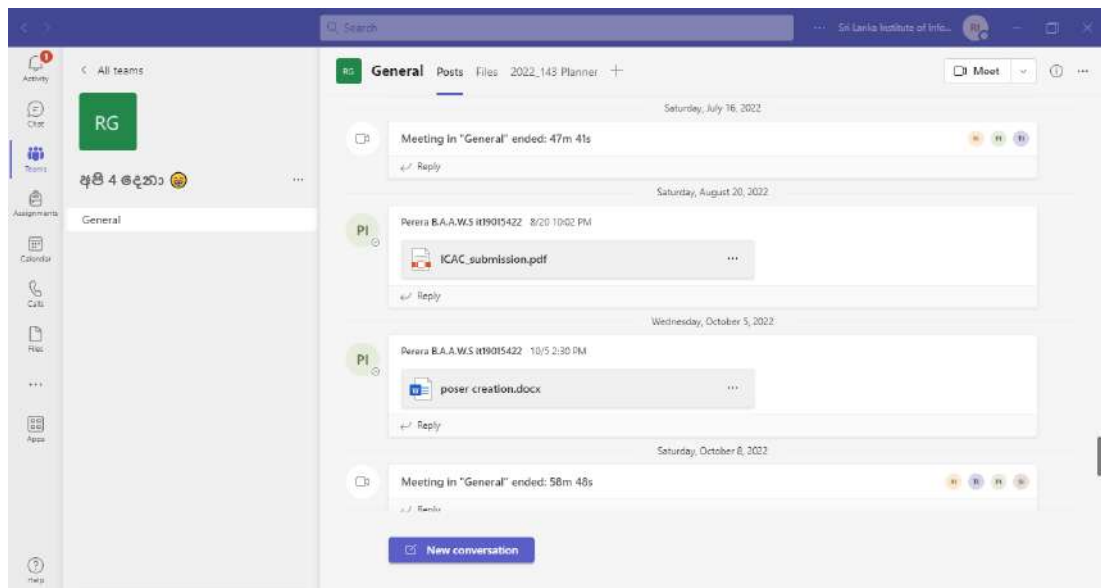 Search
Sri Lanka Institute of Info...
Activity
Chat
Teams
Assignments
Calendar
Calls
Files
Apps
Help
All teams
RG
අපි 4 දෙනා 😁
General
RG General Posts Files 2022_143 Planner
Meet
Saturday, July 16, 2022
Meeting in "General" ended: 47m 41s
Reply
Saturday, August 20, 2022
PI
Perera B.A.A.W.S it19015422 8/20 10:02 PM
ICAC_submission.pdf
Reply
Wednesday, October 5, 2022
PI
Perera B.A.A.W.S it19015422 10/5 2:30 PM
poser creation.docx
Reply
Saturday, October 8, 2022
Meeting in "General" ended: 58m 48s
Reply
New conversation